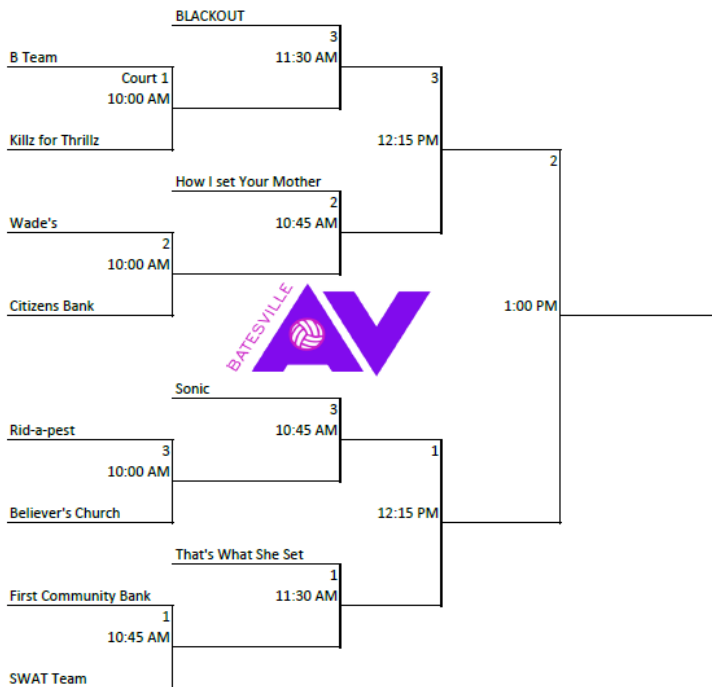 BLACKOUT
3
B Team
11:30 AM
Court 1
3
10:00 AM
Killz for Thrillz
12:15 PM
2
How I set Your Mother
2
Wade's
10:45 AM
2
10:00 AM
BATESVILLE
AV
Citizens Bank
1:00 PM
Sonic
3
Rid-a-pest
10:45 AM
3
1
10:00 AM
Believer's Church
12:15 PM
That's What She Set
1
First Community Bank
11:30 AM
1
10:45 AM
SWAT Team